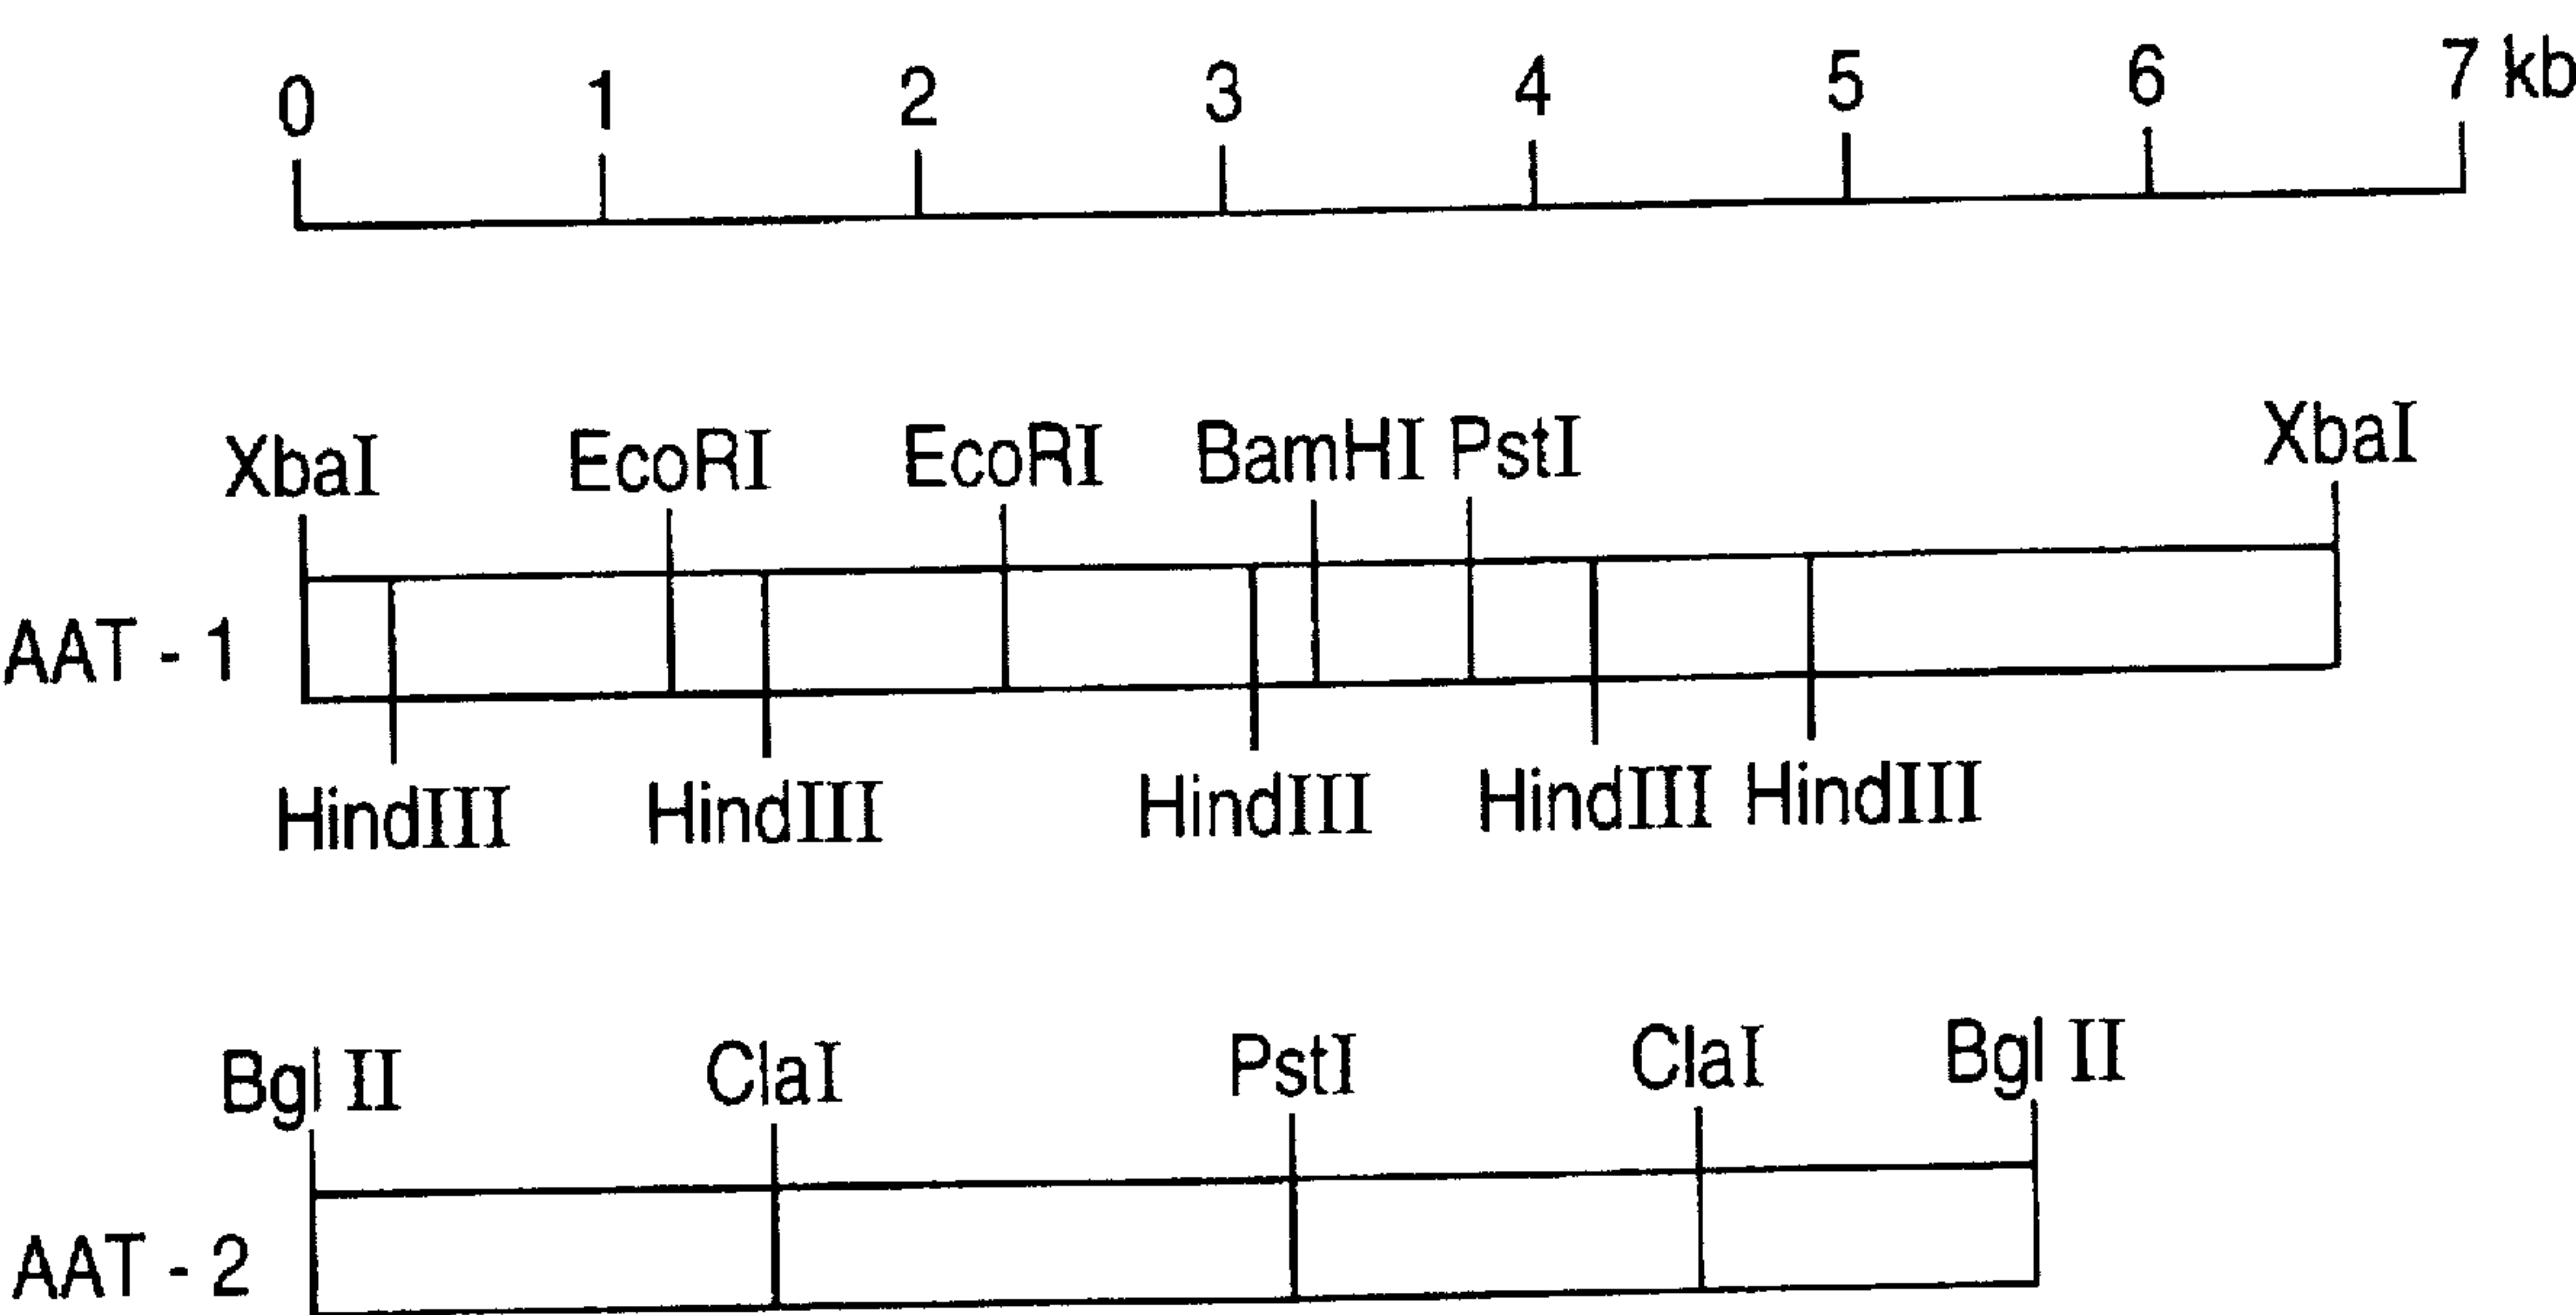 0 1 2 3 4 5 6 7 kb
XbaI EcoRI EcoRI BamHI PstI XbaI
AAT - 1
HindIII HindIII HindIII HindIII HindIII
Bgl II ClaI PstI ClaI Bgl II
AAT - 2